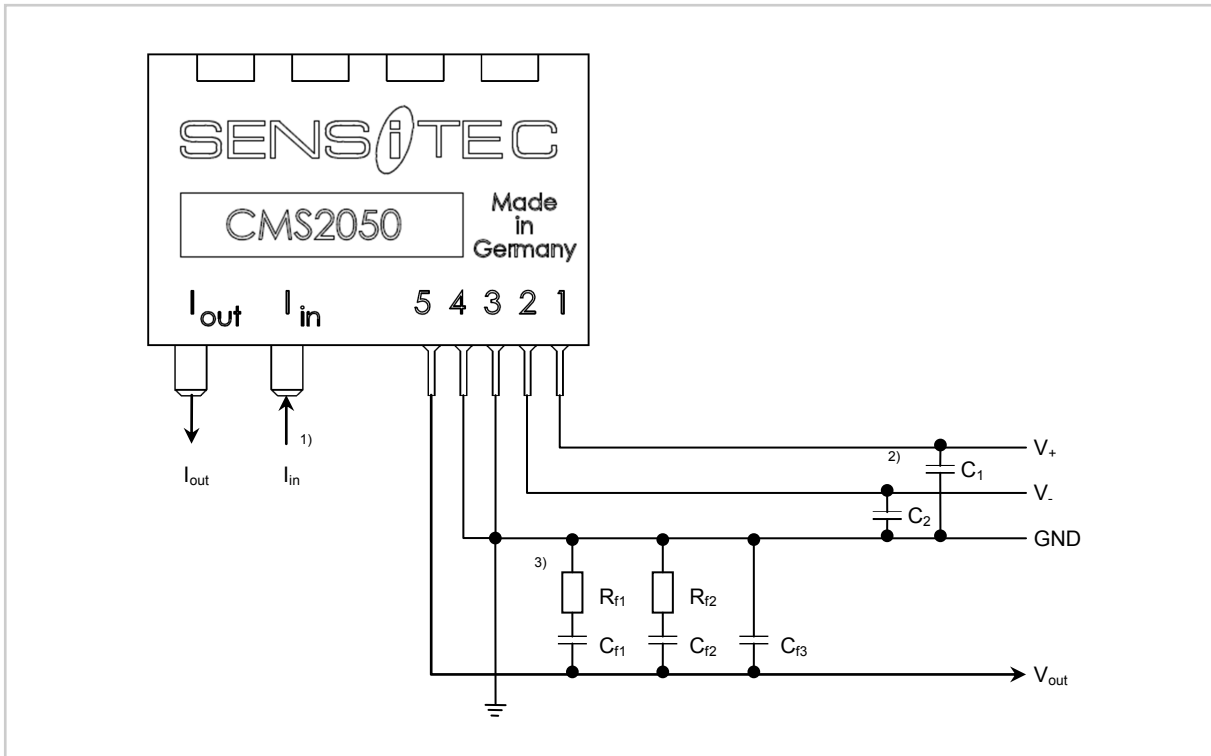 SENSiTEC
CMS2050
Made
in
Germany
Iout Iin 5 4 3 2 1
1)
Iout Iin
V+
2) C1
V-
C2
GND
3)
Rf1 Rf2
Cf1 Cf2 Cf3
Vout